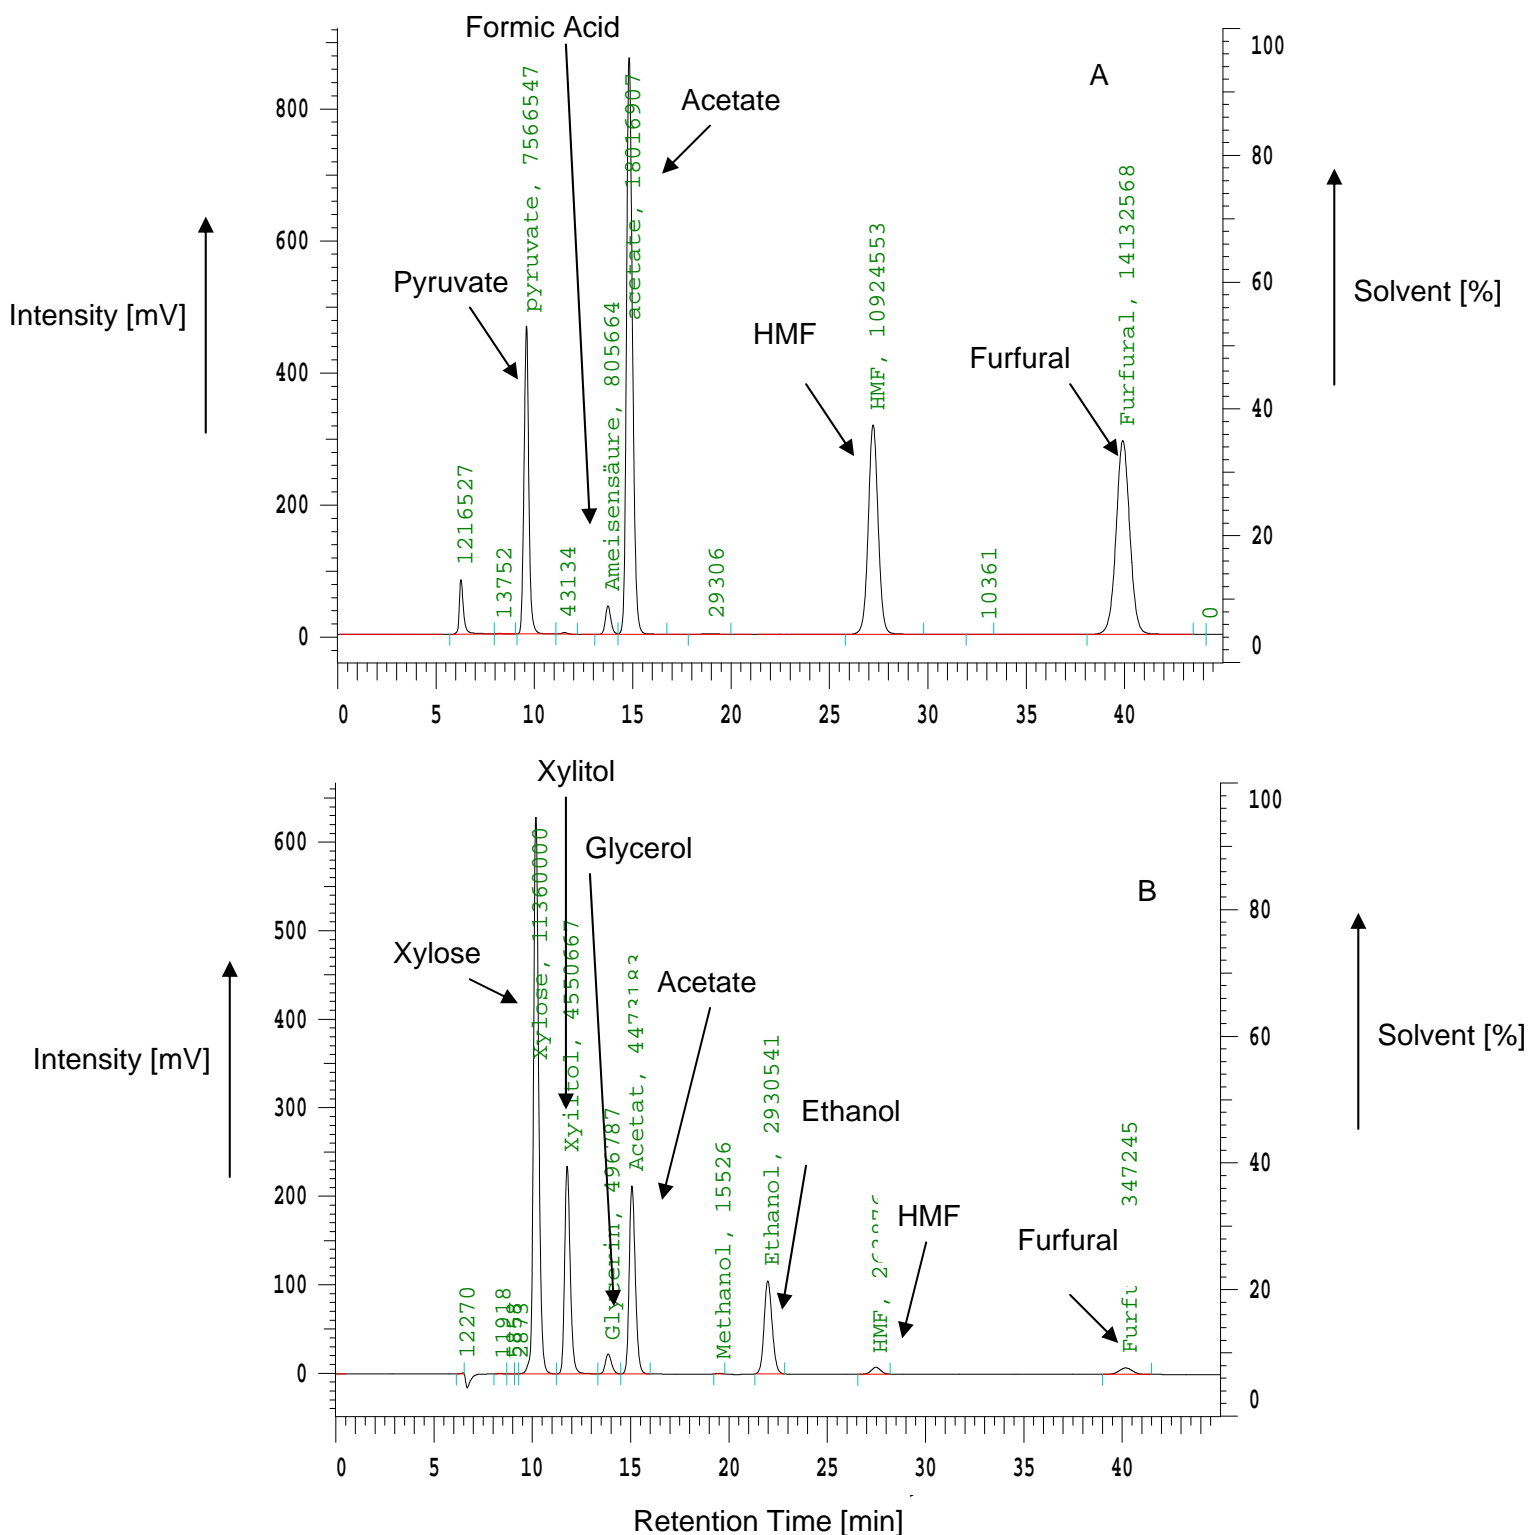 Formic Acid
A
Acetate
Pyruvate
HMF
Furfural
Intensity [mV]
Solvent [%]
800
600
400
200
0
100
80
60
40
20
0
1216527
13752
pyruvate, 7566547
43134
Ameisensäure, 805664
acetate, 18016907
29306
HMF, 10924553
10361
Furfural, 14132568
0
0 5 10 15 20 25 30 35 40
Xylitol
Glycerol
B
Xylose
Acetate
Ethanol
HMF
Furfural
Intensity [mV]
Solvent [%]
600
500
400
300
200
100
0
100
80
60
40
20
0
12270
11918
2873
Xylose, 11360000
Xyiltol, 4550667
Glycerin, 496787
Acetat,
Methanol, 15526
Ethanol, 2930541
HMF,
347245
0 5 10 15 20 25 30 35 40
Retention Time [min]